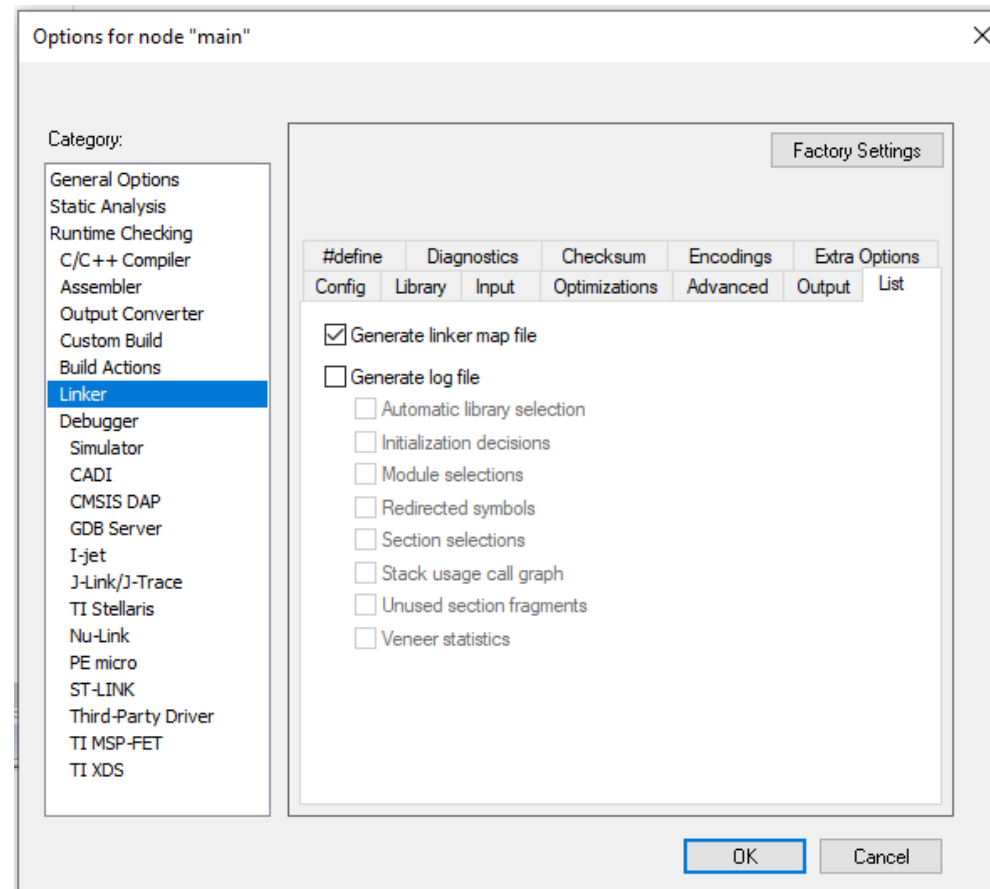 Options for node "main"
Category:
General Options
Static Analysis
Runtime Checking
C/C++ Compiler
Assembler
Output Converter
Custom Build
Build Actions
Linker
Debugger
Simulator
CADI
CMSIS DAP
GDB Server
I-jet
J-Link/J-Trace
TI Stellaris
Nu-Link
PE micro
ST-LINK
Third-Party Driver
TI MSP-FET
TI XDS
Factory Settings
#define Diagnostics Checksum Encodings Extra Options
Config Library Input Optimizations Advanced Output List
Generate linker map file
Generate log file
Automatic library selection
Initialization decisions
Module selections
Redirected symbols
Section selections
Stack usage call graph
Unused section fragments
Veneer statistics
OK Cancel